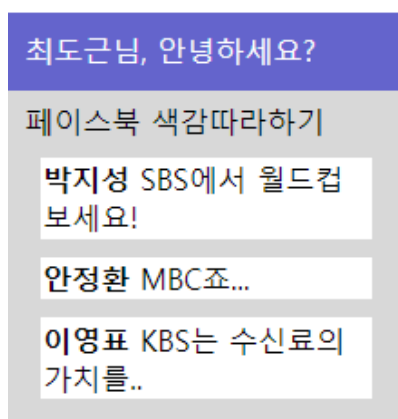 최도근님, 안녕하세요?
페이스북 색감따라하기
박지성 SBS에서 월드컵
보세요!
안정환 MBC죠...
이영표 KBS는 수신료의
가치를..